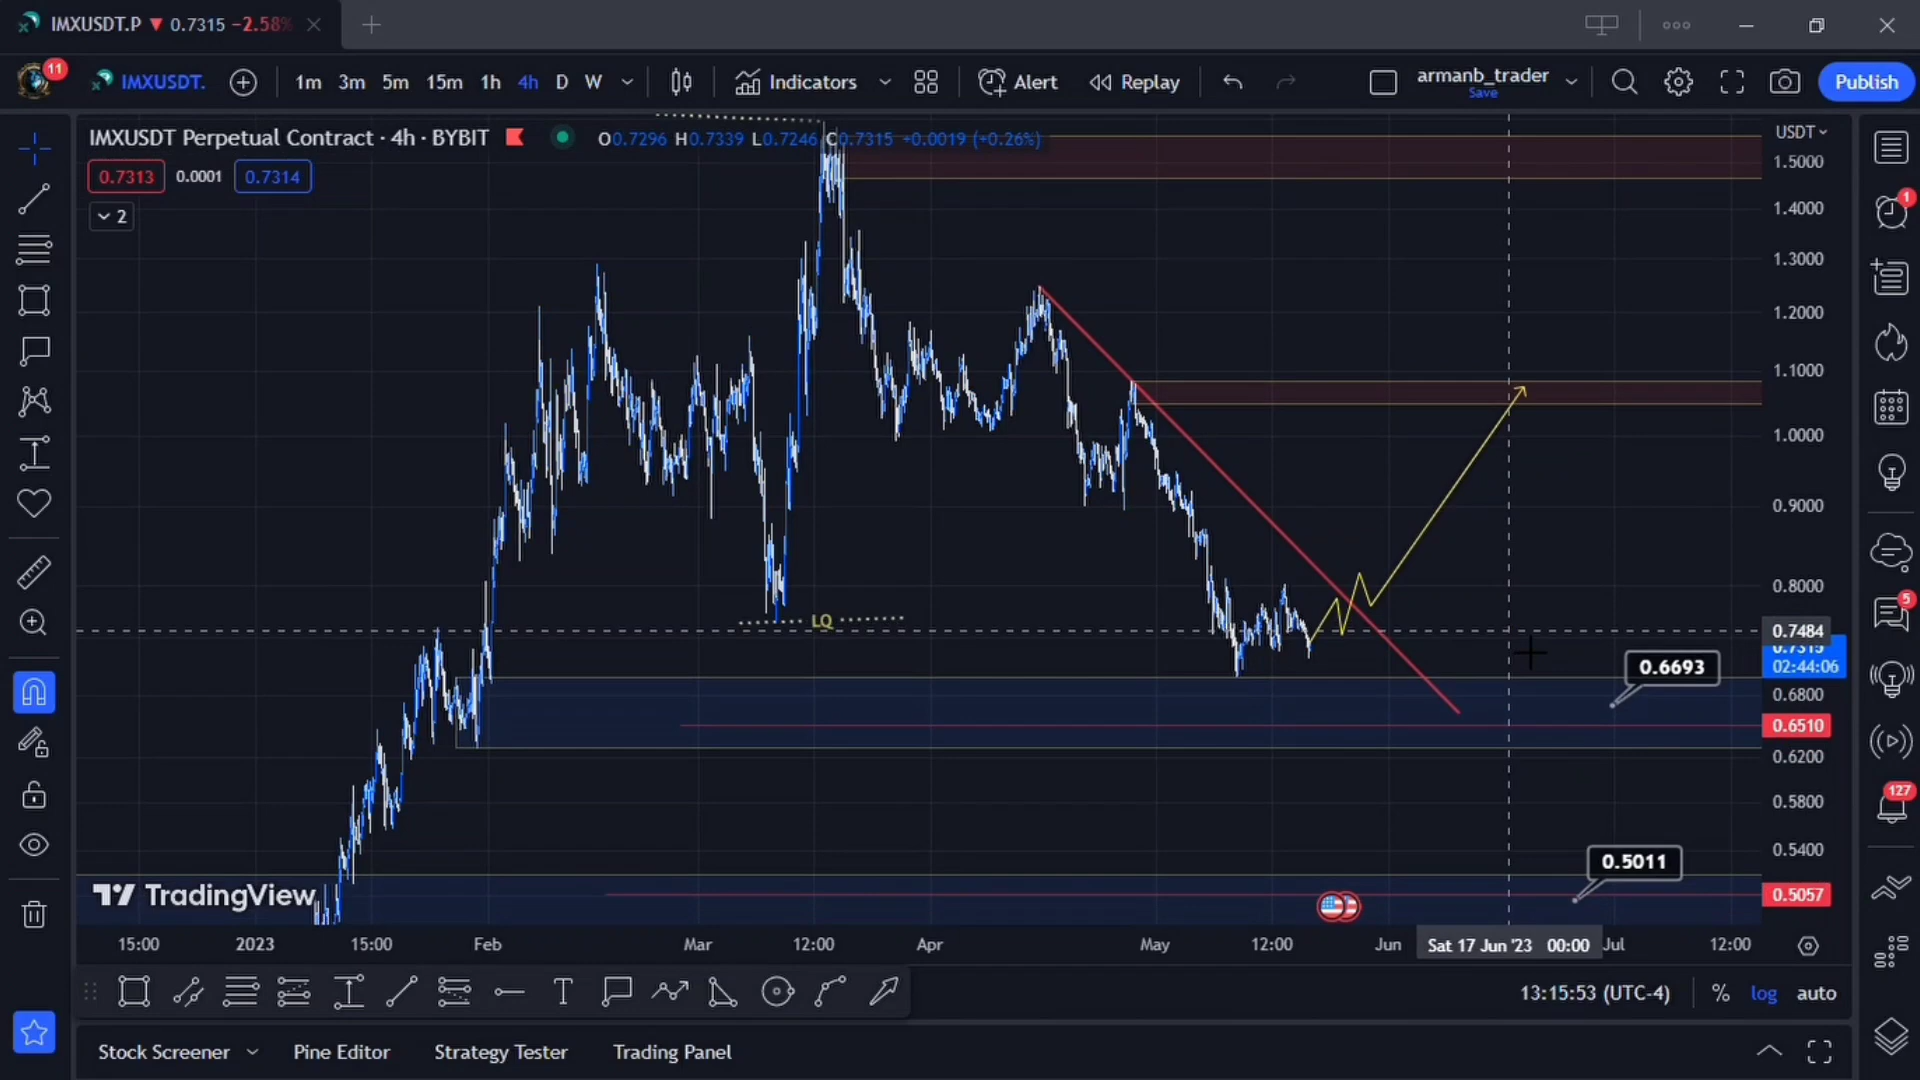 IMXUSDT.P ▼ 0.7315 −2.58%
11
IMXUSDT.
1m 3m 5m 15m 1h 4h D W
Indicators
Alert
Replay
armanb_trader
Save
Publish
IMXUSDT Perpetual Contract · 4h · BYBIT
O0.7296 H0.7339 L0.7246 C0.7315 +0.0019 (+0.26%)
USDT
0.7313 0.0001 0.7314
2
1.5000
1.4000
1.3000
1.2000
1.1000
1.0000
0.9000
0.8000
LQ
0.7484
0.7315
02:44:06
0.6693
0.6800
0.6510
0.6200
0.5800
0.5400
0.5011
0.5057
TradingView
1
5
127
15:00 2023 15:00 Feb Mar 12:00 Apr May 12:00 Jun Sat 17 Jun '23 00:00 Jul 12:00
T
13:15:53 (UTC-4) % log auto
Stock Screener Pine Editor Strategy Tester Trading Panel